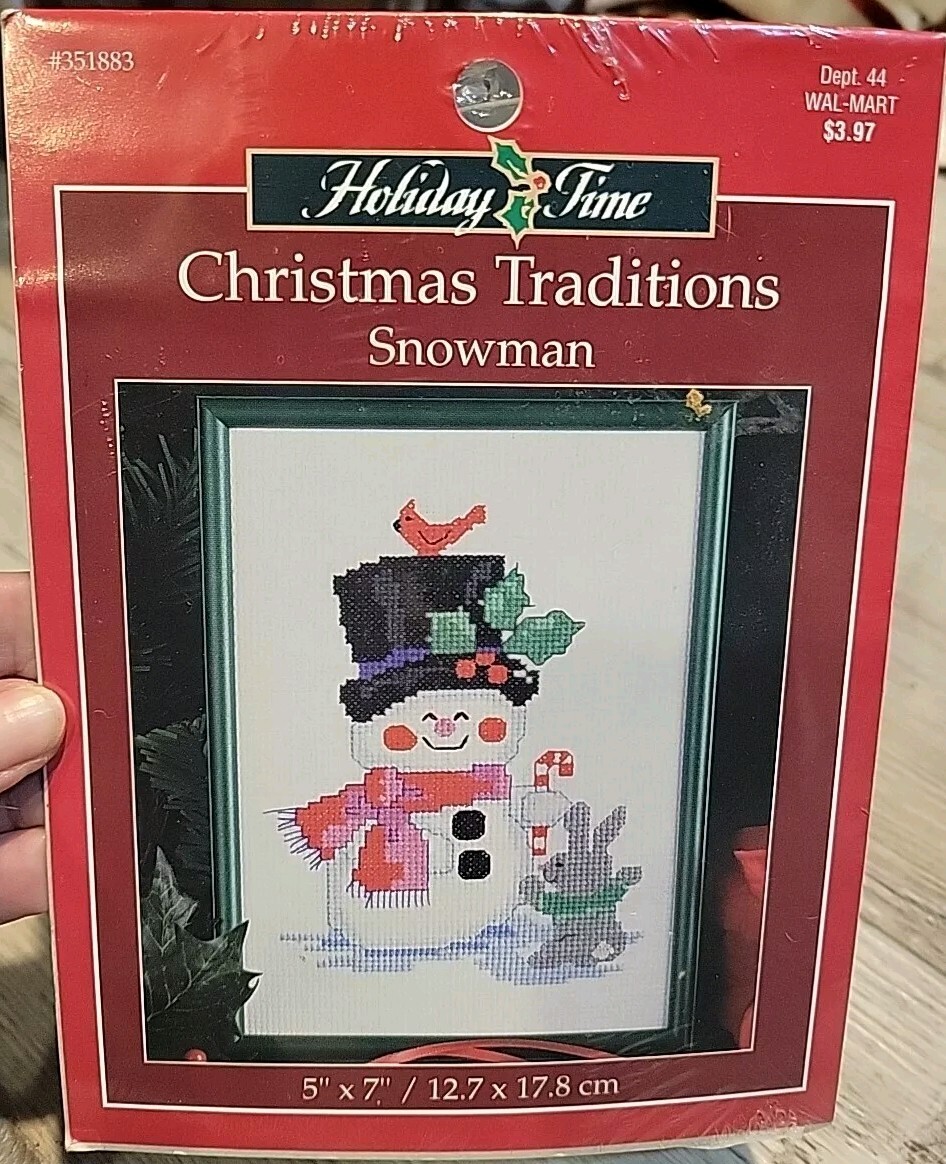 #351883
Dept. 44
WAL-MART
$3.97
Holiday Time
Christmas Traditions
Snowman
5" x 7" / 12.7 x 17.8 cm